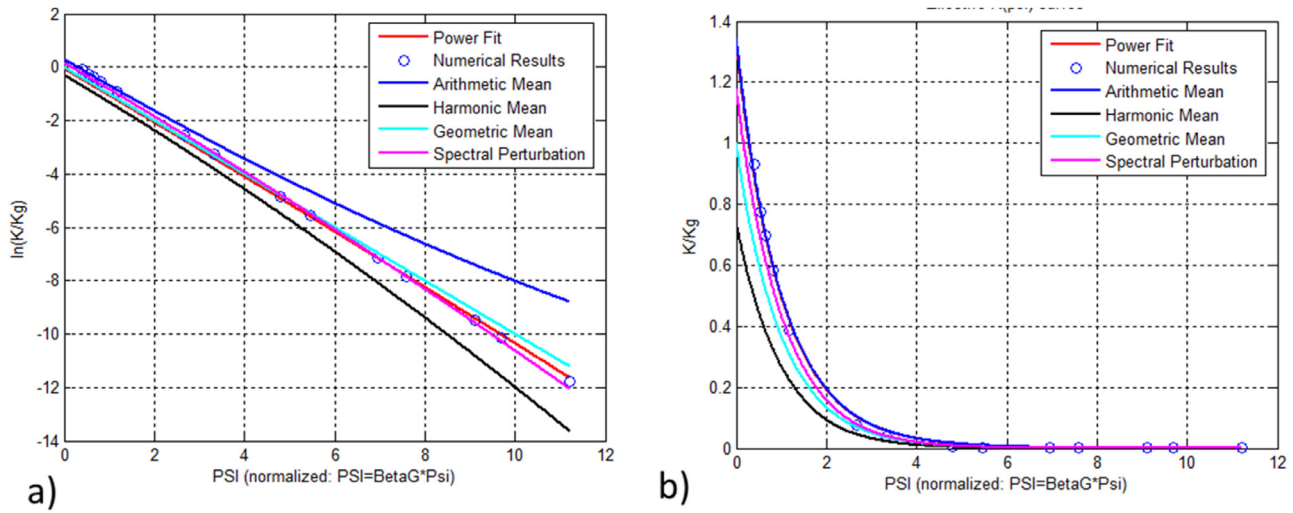 2
0
-2
-4
-6
-8
-10
-12
-14
ln(K/Kg)
0 2 4 6 8 10 12
PSI (normalized: PSI=BetaG*Psi)
Power Fit
Numerical Results
Arithmetic Mean
Harmonic Mean
Geometric Mean
Spectral Perturbation
a)
1.4
1.2
1
0.8
0.6
0.4
0.2
0
K/Kg
0 2 4 6 8 10 12
PSI (normalized: PSI=BetaG*Psi)
Power Fit
Numerical Results
Arithmetic Mean
Harmonic Mean
Geometric Mean
Spectral Perturbation
b)